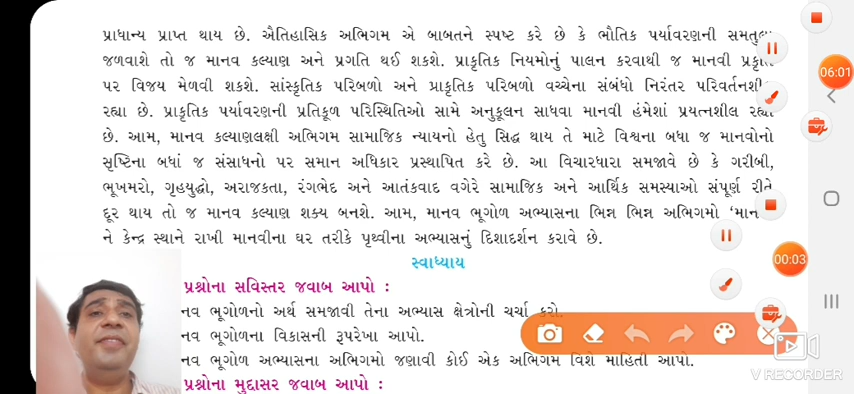 પ્રાધાન્ય પ્રાપ્ત થાય છે. ઐતિહાસિક અભિગમ એ બાબતને સ્પષ્ટ કરે છે કે ભૌતિક પર્યાવરણની સમતુલા
જળવાશે તો જ માનવ કલ્યાણ અને પ્રગતિ થઈ શકશે. પ્રાકૃતિક નિયમોનું પાલન કરવાથી જ માનવી પ્રકૃતિ
પર વિજય મેળવી શકશે. સાંસ્કૃતિક પરિબળો અને પ્રાકૃતિક પરિબળો વચ્ચેના સંબંધો નિરંતર પરિવર્તનશીલ
રહ્યા છે. પ્રાકૃતિક પર્યાવરણની પ્રતિકૂળ પરિસ્થિતિઓ સામે અનુકૂલન સાધવા માનવી હંમેશાં પ્રયત્નશીલ રહ્યો
છે. આમ, માનવ કલ્યાણલક્ષી અભિગમ સામાજિક ન્યાયનો હેતુ સિદ્ધ થાય તે માટે વિશ્વના બધા જ માનવોનો
સૃષ્ટિના બધાં જ સંસાધનો પર સમાન અધિકાર પ્રસ્થાપિત કરે છે. આ વિચારધારા સમજાવે છે કે ગરીબી,
ભૂખમરો, ગૃહયુદ્ધો, અરાજકતા, રંગભેદ અને આતંકવાદ વગેરે સામાજિક અને આર્થિક સમસ્યાઓ સંપૂર્ણ રીતે
દૂર થાય તો જ માનવ કલ્યાણ શક્ય બનશે. આમ, માનવ ભૂગોળ અભ્યાસના ભિન્ન ભિન્ન અભિગમો ‘માનવ’
ને કેન્દ્ર સ્થાને રાખી માનવીના ઘર તરીકે પૃથ્વીના અભ્યાસનું દિશાદર્શન કરાવે છે.
સ્વાધ્યાય
પ્રશ્નોના સવિસ્તર જવાબ આપો :
નવ ભૂગોળનો અર્થ સમજાવી તેના અભ્યાસ ક્ષેત્રોની ચર્ચા કરો.
નવ ભૂગોળના વિકાસની રૂપરેખા આપો.
નવ ભૂગોળ અભ્યાસના અભિગમો જણાવી કોઈ એક અભિગમ વિશે માહિતી આપો.
પ્રશ્નોના મુદ્દાસર જવાબ આપો :
06:01
00:03
V RECORDER